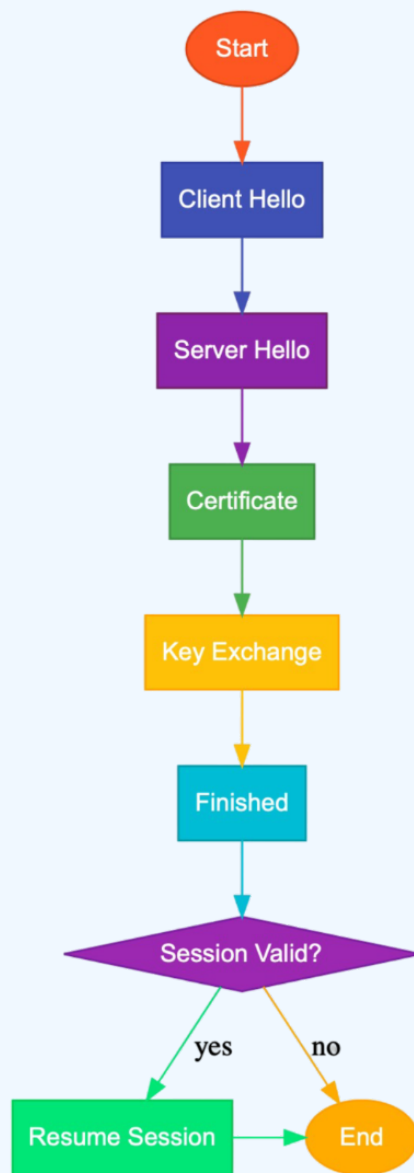 Start
Client Hello
Server Hello
Certificate
Key Exchange
Finished
Session Valid?
yes
no
Resume Session
End